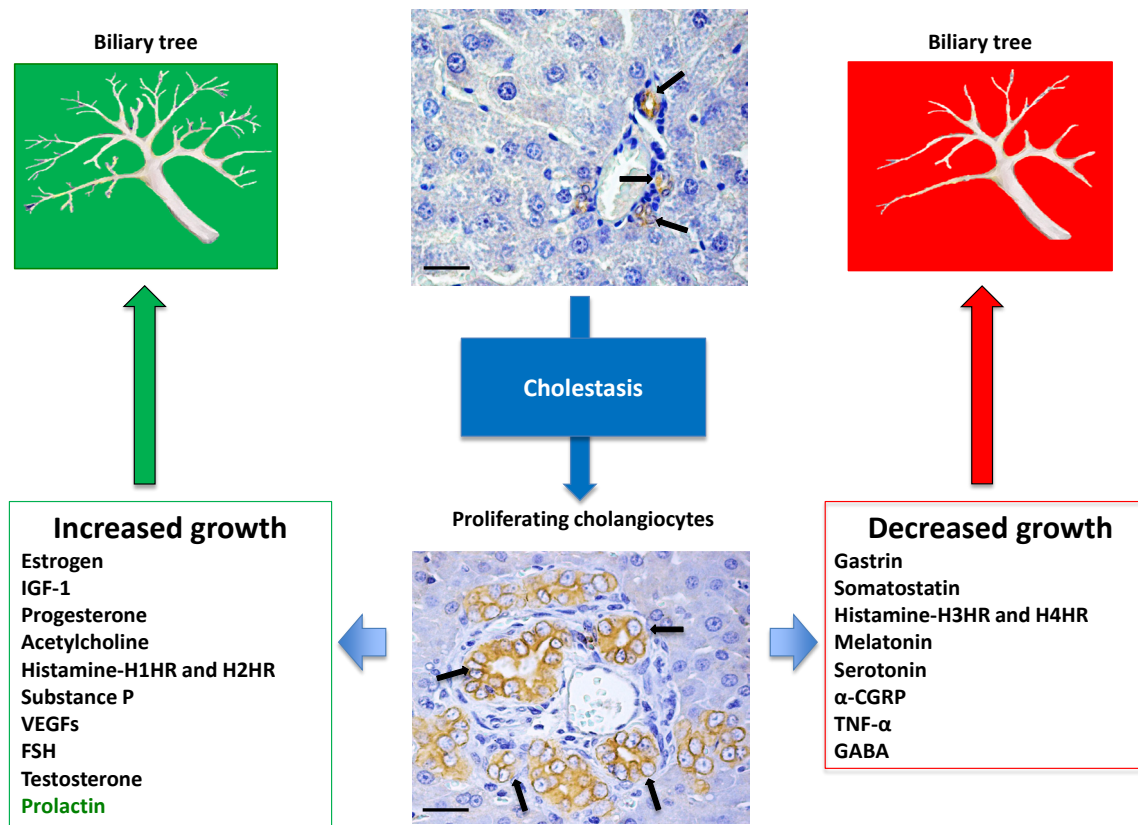 Biliary tree
Biliary tree
Cholestasis
Proliferating cholangiocytes
Increased growth
Estrogen
IGF-1
Progesterone
Acetylcholine
Histamine-H1HR and H2HR
Substance P
VEGFs
FSH
Testosterone
Prolactin
Decreased growth
Gastrin
Somatostatin
Histamine-H3HR and H4HR
Melatonin
Serotonin
α-CGRP
TNF-α
GABA